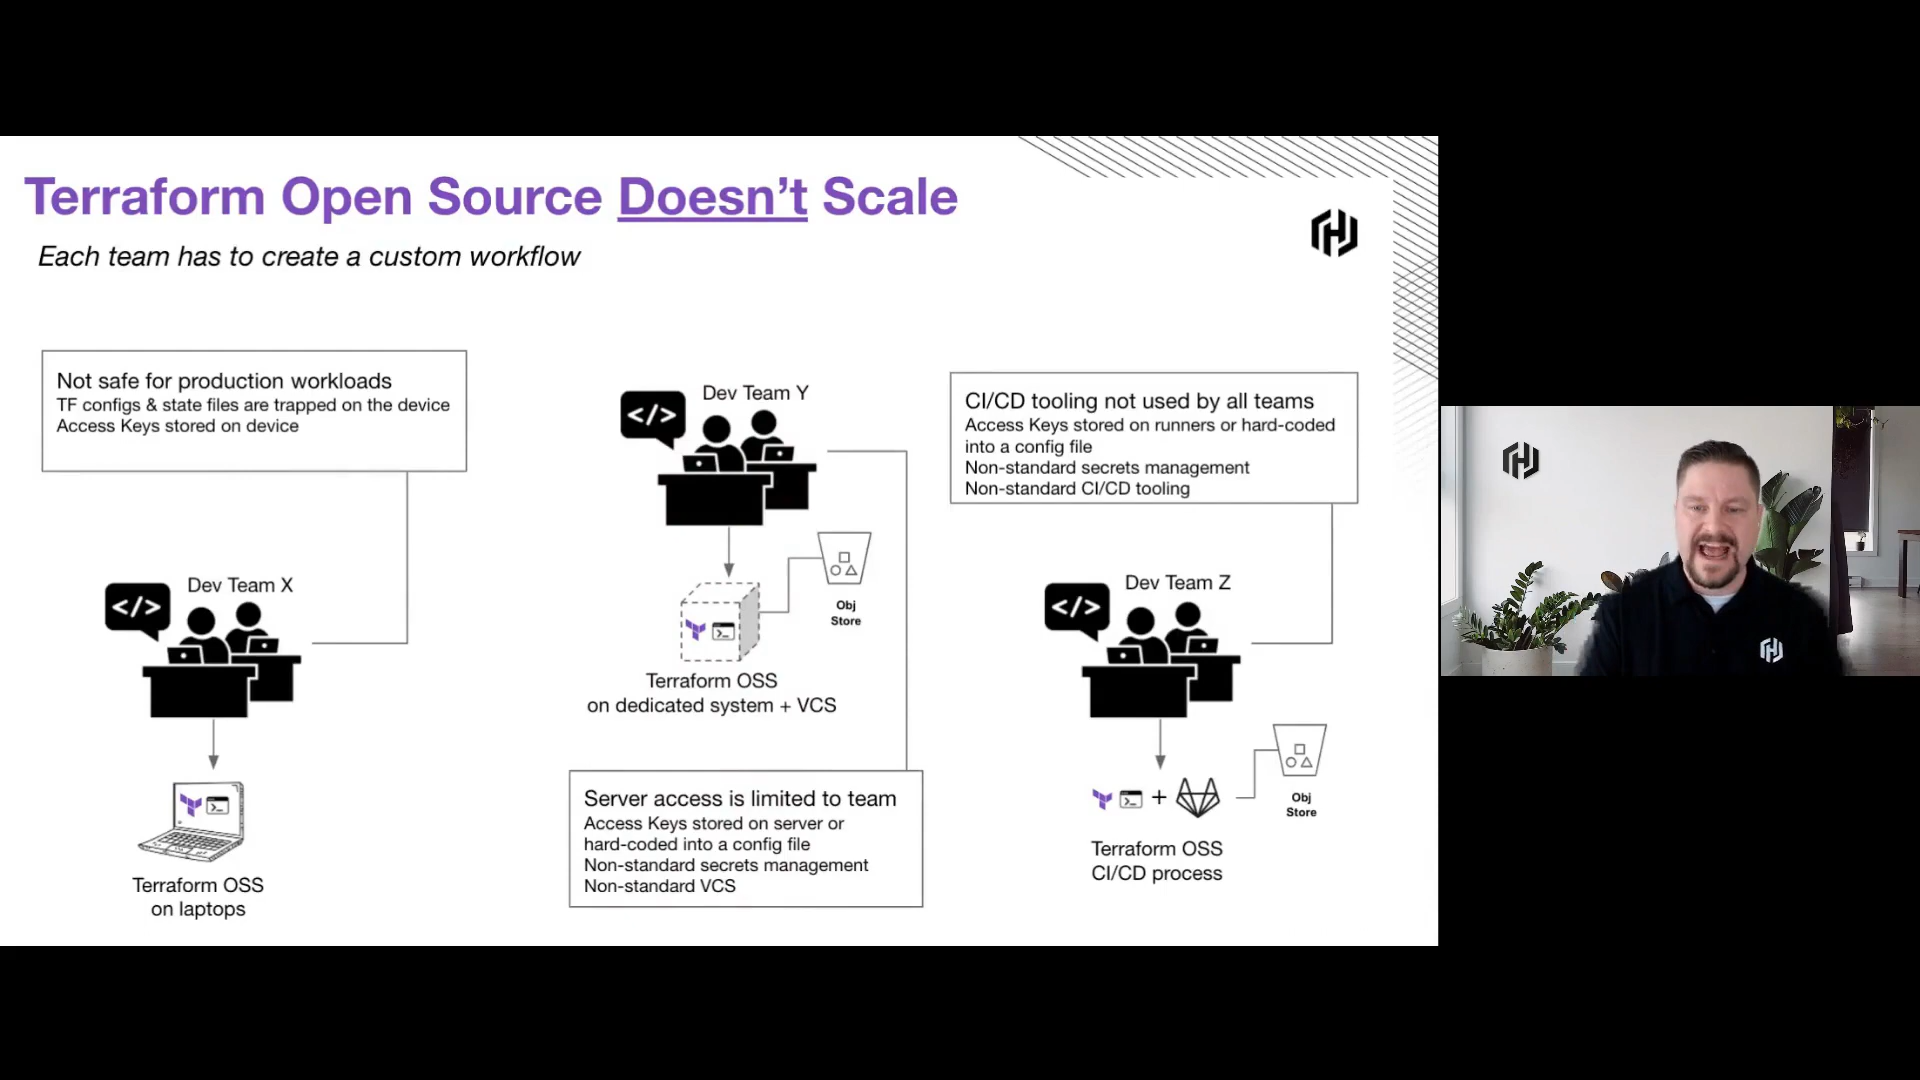 Terraform Open Source Doesn't Scale
Each team has to create a custom workflow
Not safe for production workloads
TF configs & state files are trapped on the device
Access Keys stored on device
Dev Team X
</>
Terraform OSS
on laptops
Dev Team Y
</>
Obj
Store
Terraform OSS
on dedicated system + VCS
Server access is limited to team
Access Keys stored on server or
hard-coded into a config file
Non-standard secrets management
Non-standard VCS
CI/CD tooling not used by all teams
Access Keys stored on runners or hard-coded
into a config file
Non-standard secrets management
Non-standard CI/CD tooling
Dev Team Z
</>
+
Obj
Store
Terraform OSS
CI/CD process